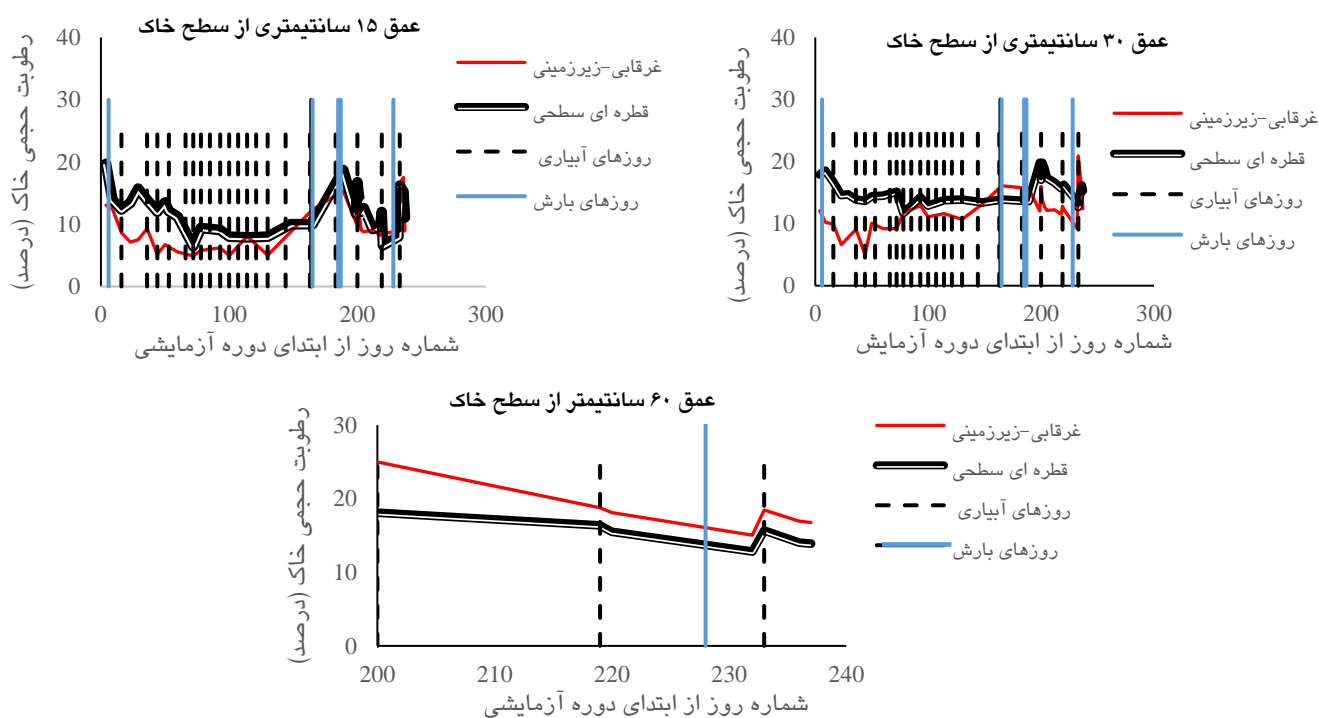 عمق ۱۵ سانتیمتری از سطح خاک
رطوبت حجمی خاک (درصد)
40
30
20
10
0
0 100 200 300
شماره روز از ابتدای دوره آزمایشی
غرقابی-زیرزمینی
قطره ای سطحی
روزهای آبیاری
روزهای بارش
عمق ۳۰ سانتیمتری از سطح خاک
رطوبت حجمی خاک (درصد)
40
30
20
10
0
0 100 200 300
شماره روز از ابتدای دوره آزمایش
غرقابی-زیرزمینی
قطره ای سطحی
روزهای آبیاری
روزهای بارش
عمق ۶۰ سانتیمتر از سطح خاک
رطوبت حجمی خاک (درصد)
30
20
10
0
200 210 220 230 240
شماره روز از ابتدای دوره آزمایشی
غرقابی-زیرزمینی
قطره ای سطحی
روزهای آبیاری
روزهای بارش